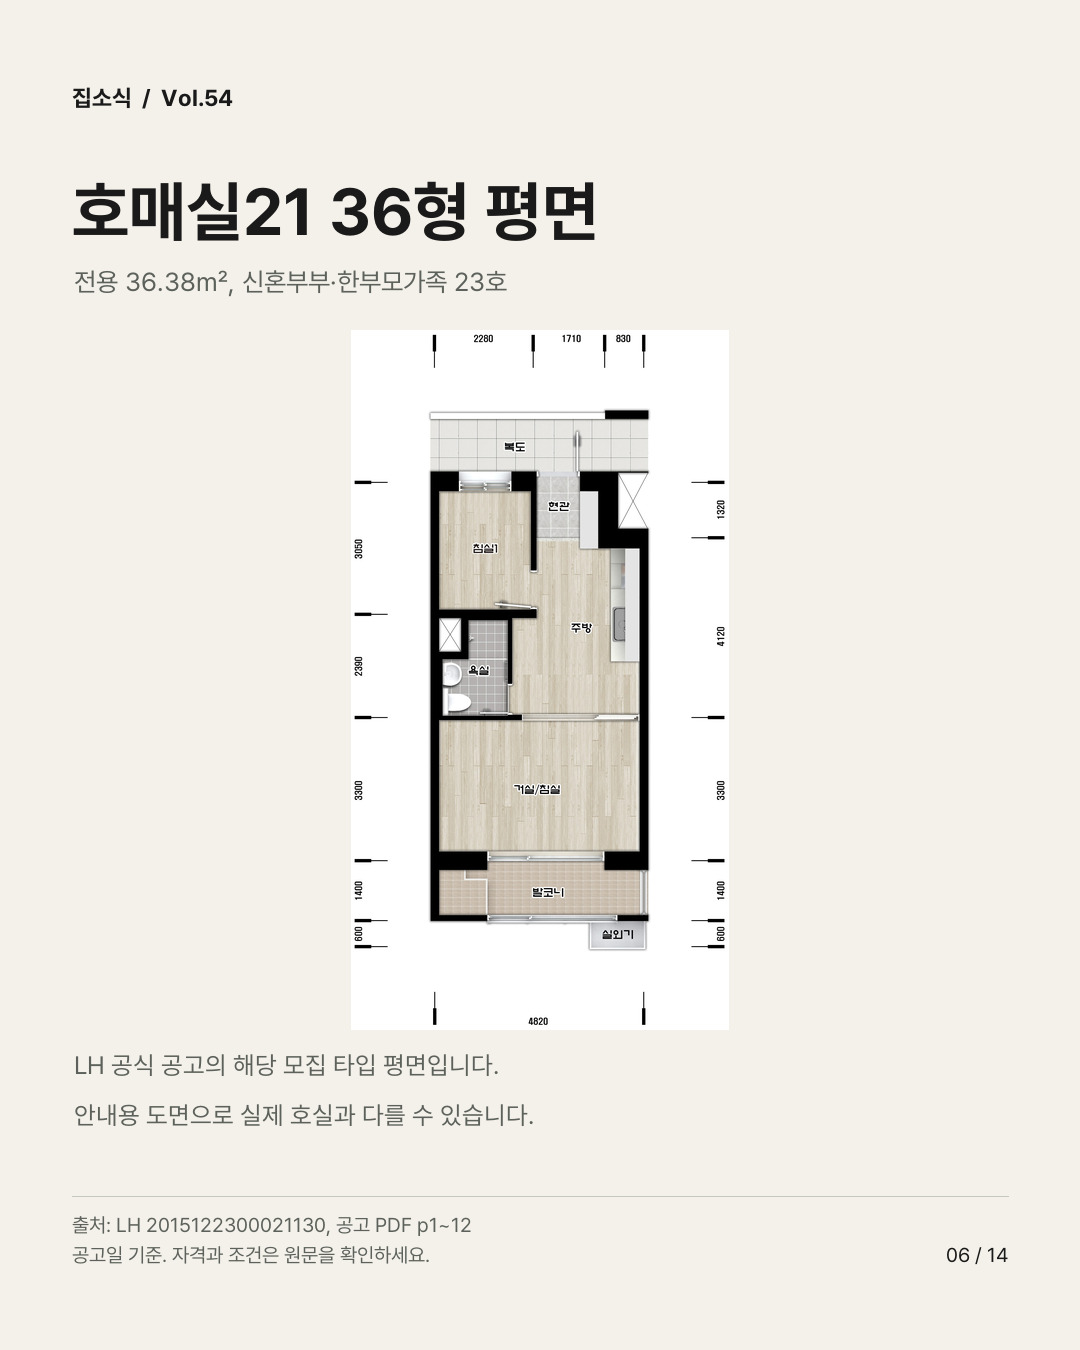 집소식 / Vol.54
호매실21 36형 평면
전용 36.38m², 신혼부부·한부모가족 23호
2280 1710 830
복도
현관
1320
침실1
3050
주방
4120
욕실
2390
거실/침실
3300 3300
발코니
1400 1400
실외기
600 600
4820
LH 공식 공고의 해당 모집 타입 평면입니다.
안내용 도면으로 실제 호실과 다를 수 있습니다.
출처: LH 2015122300021130, 공고 PDF p1~12
공고일 기준. 자격과 조건은 원문을 확인하세요.
06 / 14